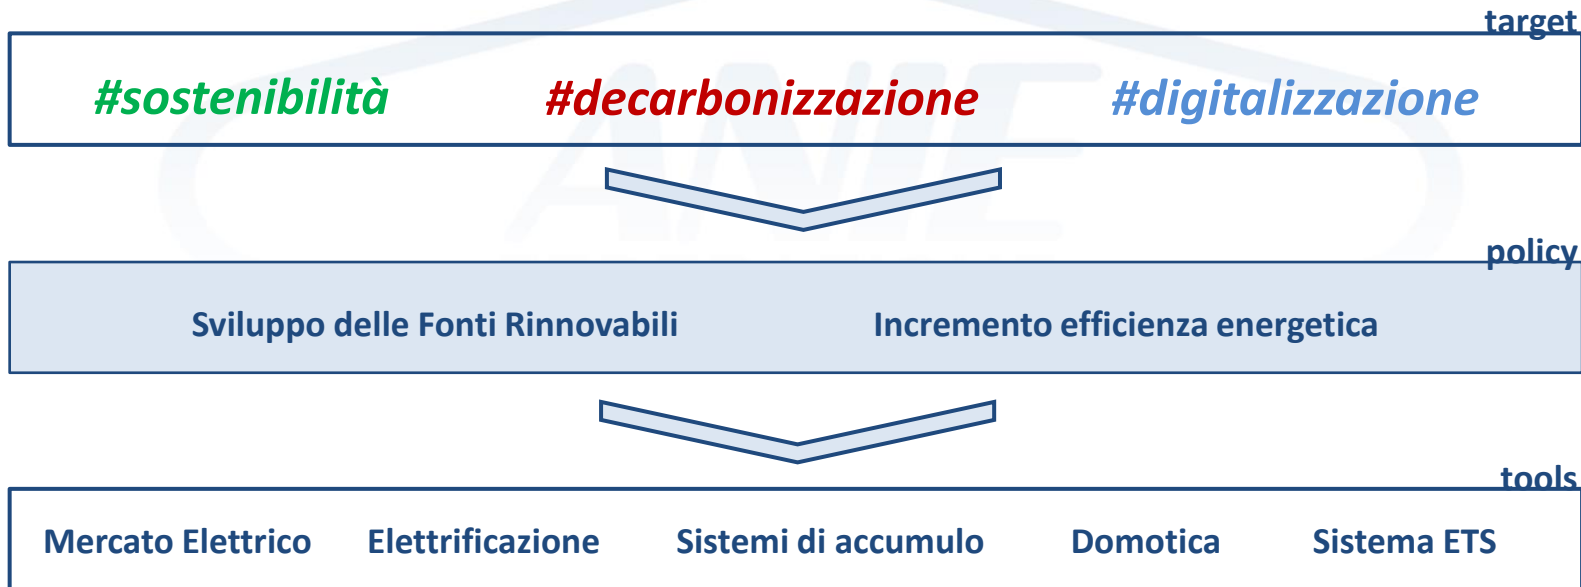 target
#sostenibilità #decarbonizzazione #digitalizzazione
ANIE
policy
Sviluppo delle Fonti Rinnovabili Incremento efficienza energetica
tools
Mercato Elettrico Elettrificazione Sistemi di accumulo Domotica Sistema ETS